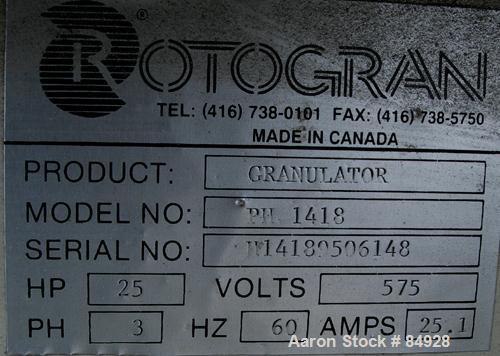 ROTOGRAN®
TEL: (416) 738-0101 FAX: (416) 738-5750
MADE IN CANADA
PRODUCT: GRANULATOR
MODEL NO: PH 1418
SERIAL NO:
HP 25 VOLTS 575
PH 3 HZ 60 AMPS 25.1
Aaron Stock # 84928